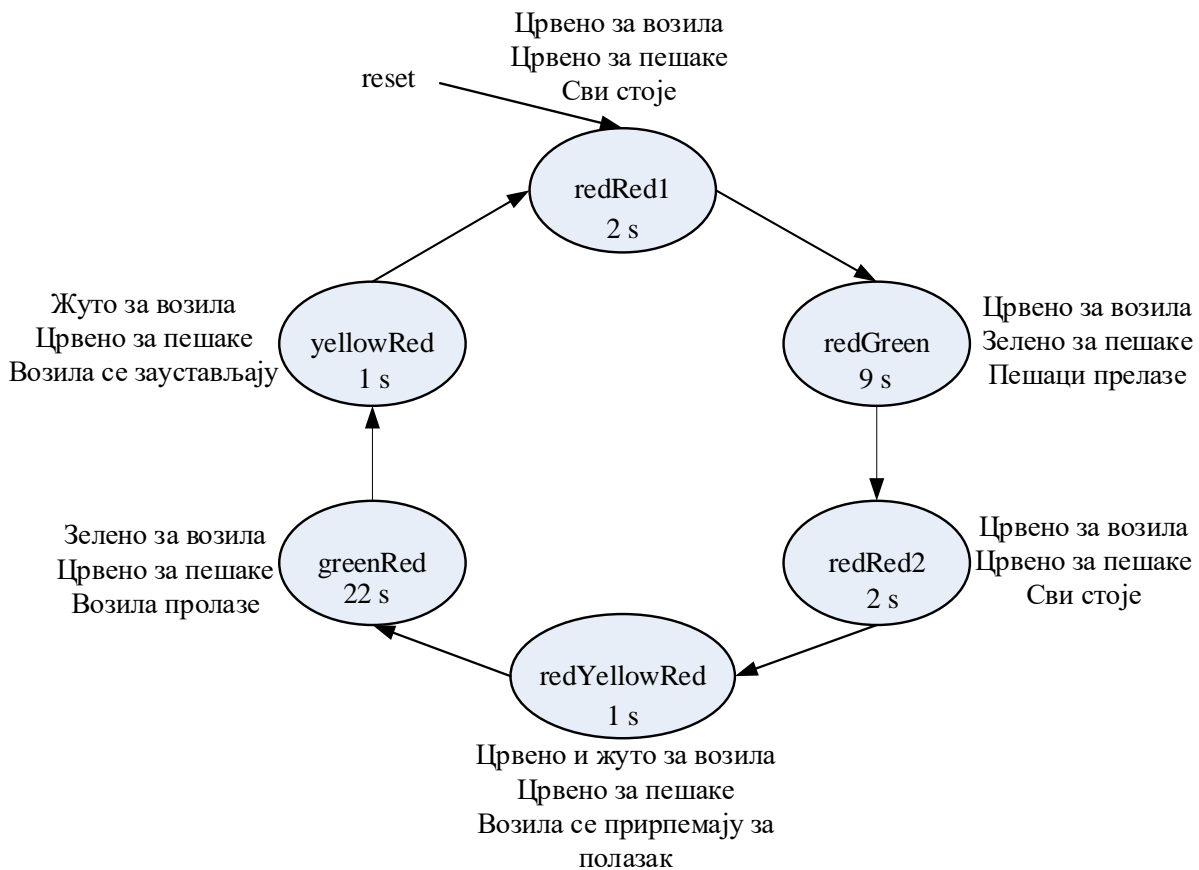 Црвено за возила
Црвено за пешаке
Сви стоје
reset
redRed1
2 s
Жуто за возила
Црвено за пешаке
Возила се заустављају
yellowRed
1 s
redGreen
9 s
Црвено за возила
Зелено за пешаке
Пешаци прелазе
Зелено за возила
Црвено за пешаке
Возила пролазе
greenRed
22 s
redRed2
2 s
Црвено за возила
Црвено за пешаке
Сви стоје
redYellowRed
1 s
Црвено и жуто за возила
Црвено за пешаке
Возила се прирпемају за
полазак